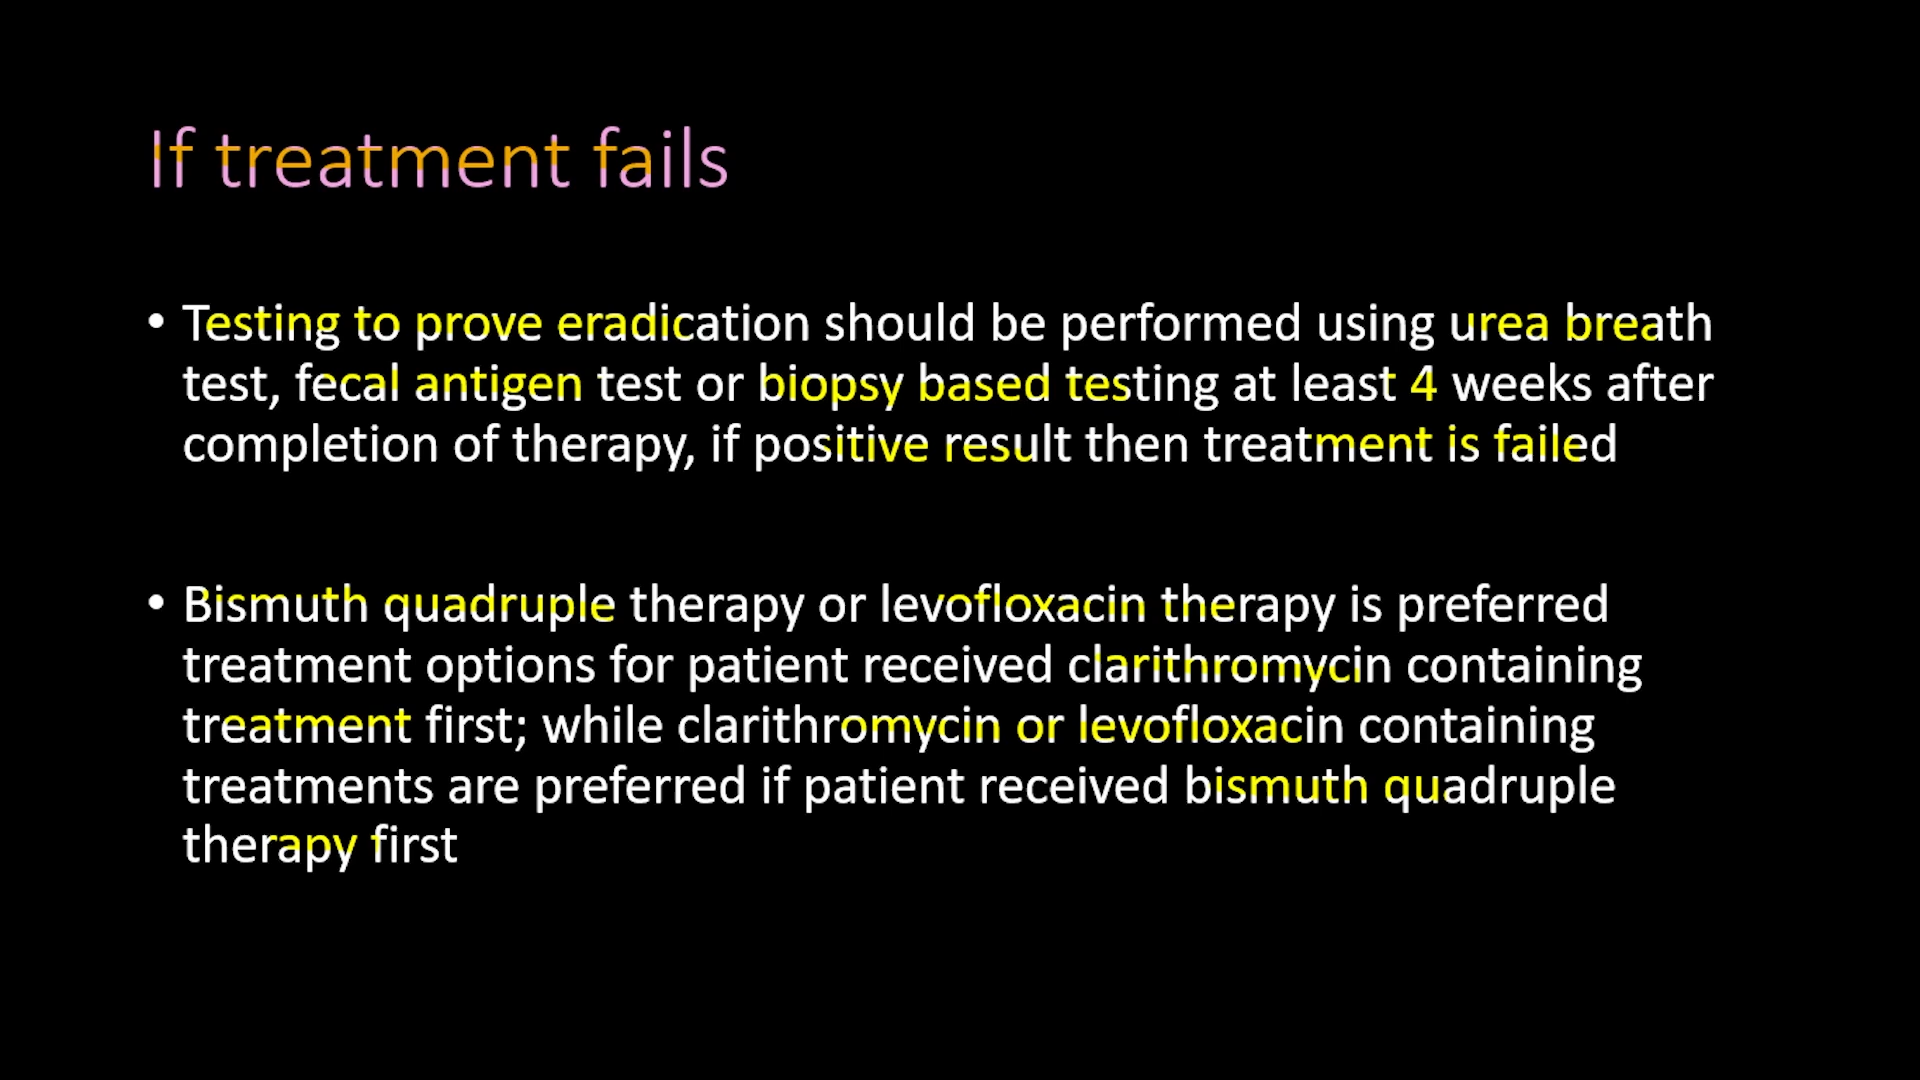 If treatment fails
• Testing to prove eradication should be performed using urea breath
test, fecal antigen test or biopsy based testing at least 4 weeks after
completion of therapy, if positive result then treatment is failed
• Bismuth quadruple therapy or levofloxacin therapy is preferred
treatment options for patient received clarithromycin containing
treatment first; while clarithromycin or levofloxacin containing
treatments are preferred if patient received bismuth quadruple
therapy first